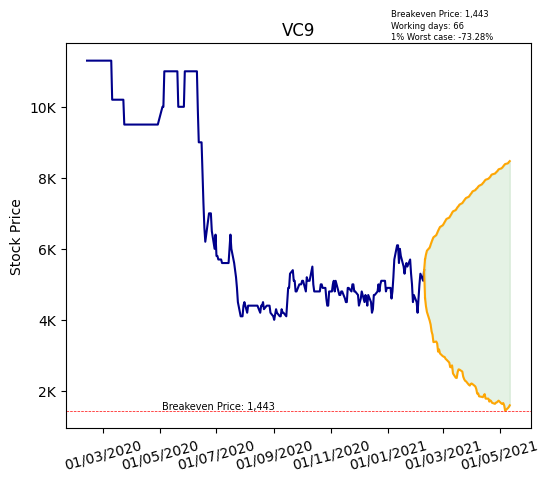 Breakeven Price: 1,443
Working days: 66
1% Worst case: -73.28%
VC9
Stock Price
10K
8K
6K
4K
2K
Breakeven Price: 1,443
01/03/2020 01/05/2020 01/07/2020 01/09/2020 01/11/2020 01/01/2021 01/03/2021 01/05/2021